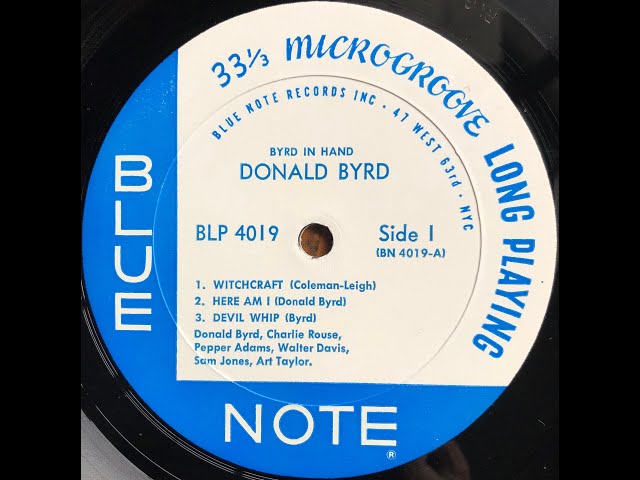 33⅓ MICROGROOVE LONG PLAYING
BLUE NOTE RECORDS INC · 47 WEST 63rd · NYC
BYRD IN HAND
DONALD BYRD
BLP 4019
Side 1
(BN 4019-A)
1. WITCHCRAFT (Coleman-Leigh)
2. HERE AM I (Donald Byrd)
3. DEVIL WHIP (Byrd)
Donald Byrd, Charlie Rouse,
Pepper Adams, Walter Davis,
Sam Jones, Art Taylor.
BLUE
NOTE®